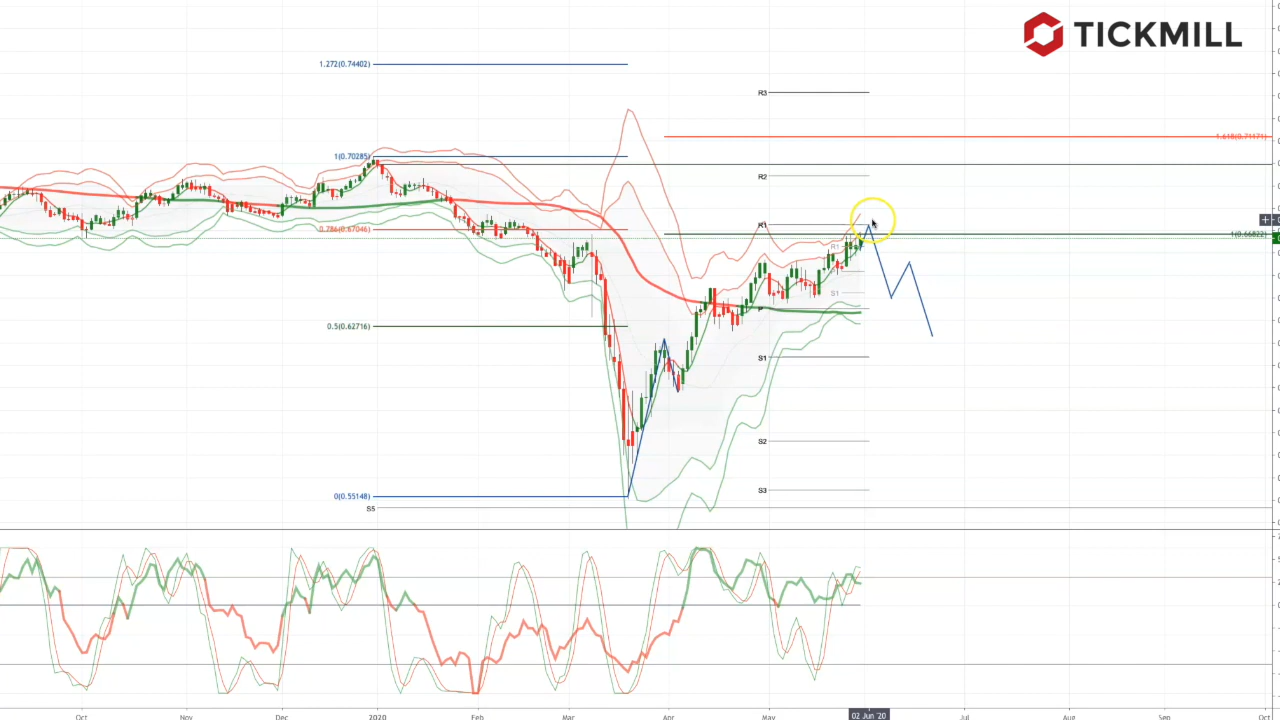 TICKMILL
1.272(0.74402)
R3
1.618(0.71171)
1(0.70285)
R2
R1
0.786(0.67046)
1(0.66822)
R1
S1
P
0.5(0.62716)
S1
S2
S3
0(0.55148)
S5
Oct
Nov
Dec
2020
Feb
Mar
Apr
May
02 Jun '20
Jul
Aug
Sep